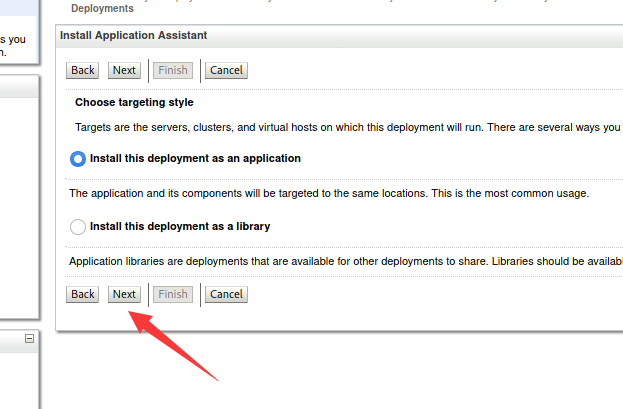 Deployments
s you
n.
Install Application Assistant
Back Next Finish Cancel
Choose targeting style
Targets are the servers, clusters, and virtual hosts on which this deployment will run. There are several ways you
Install this deployment as an application
The application and its components will be targeted to the same locations. This is the most common usage.
Install this deployment as a library
Application libraries are deployments that are available for other deployments to share. Libraries should be availabl
Back Next Finish Cancel